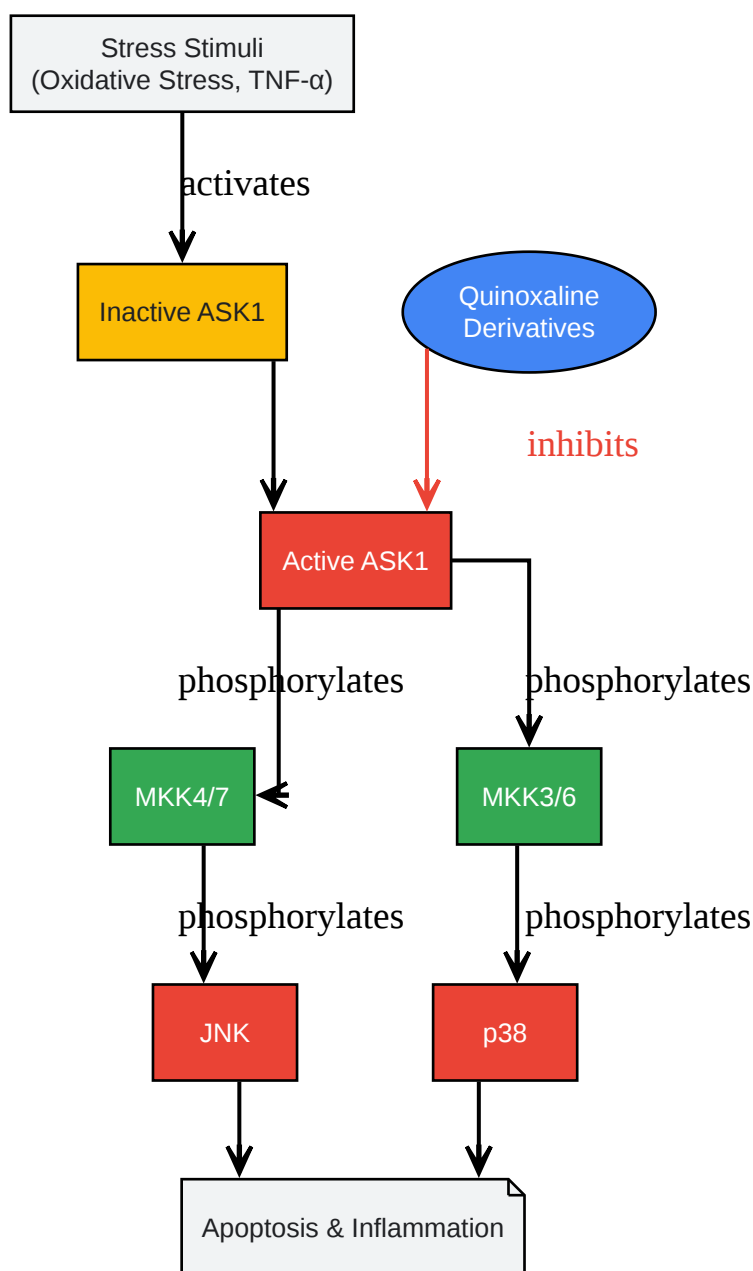 Stress Stimuli
(Oxidative Stress, TNF-α)
activates
Inactive ASK1
Quinoxaline
Derivatives
inhibits
Active ASK1
phosphorylates
phosphorylates
MKK4/7
MKK3/6
phosphorylates
phosphorylates
JNK
p38
Apoptosis & Inflammation